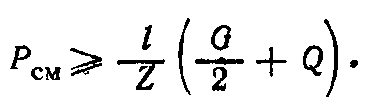 P_см ⩾ l/Z (G/2 + Q).